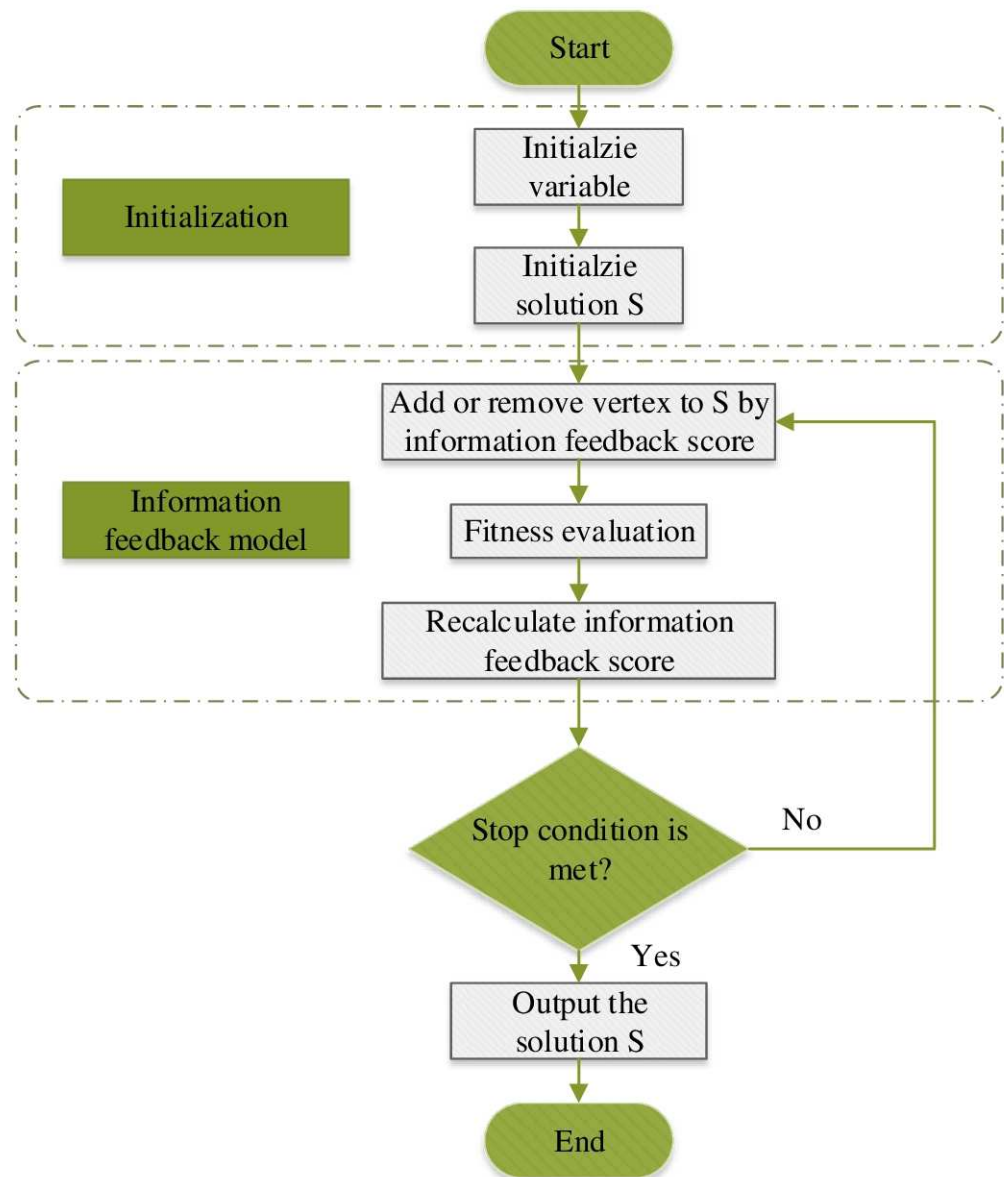 Start
Initialzie
variable
Initialization
Initialzie
solution S
Add or remove vertex to S by
information feedback score
Information
feedback model
Fitness evaluation
Recalculate information
feedback score
Stop condition is
met?
No
Yes
Output the
solution S
End